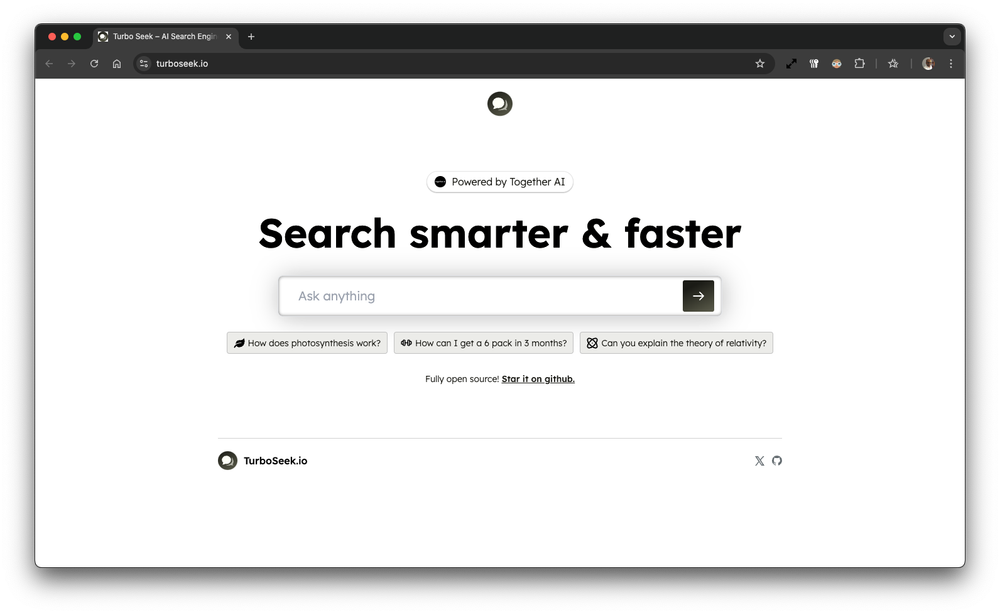 Turbo Seek – AI Search Engin
turboseek.io
Powered by Together AI
Search smarter & faster
Ask anything
How does photosynthesis work?
How can I get a 6 pack in 3 months?
Can you explain the theory of relativity?
Fully open source! Star it on github.
TurboSeek.io